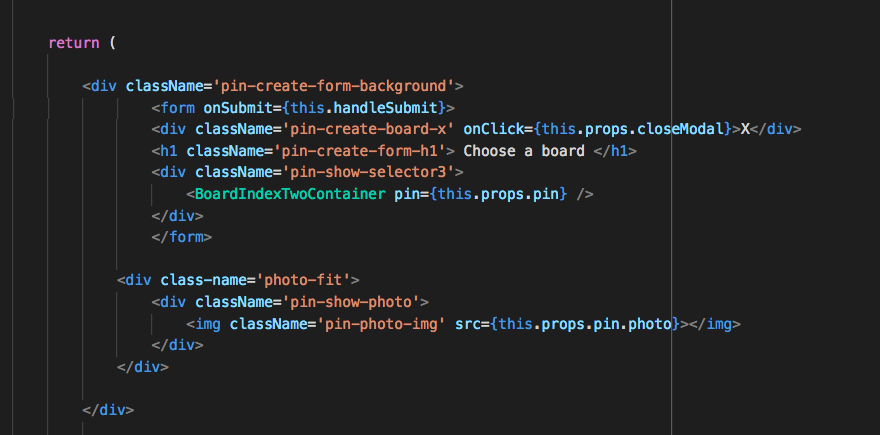 return (
<div className='pin-create-form-background'>
<form onSubmit={this.handleSubmit}>
<div className='pin-create-board-x' onClick={this.props.closeModal}>X</div>
<h1 className='pin-create-form-h1'> Choose a board </h1>
<div className='pin-show-selector3'>
<BoardIndexTwoContainer pin={this.props.pin} />
</div>
</form>
<div class-name='photo-fit'>
<div className='pin-show-photo'>
<img className='pin-photo-img' src={this.props.pin.photo}></img>
</div>
</div>
</div>